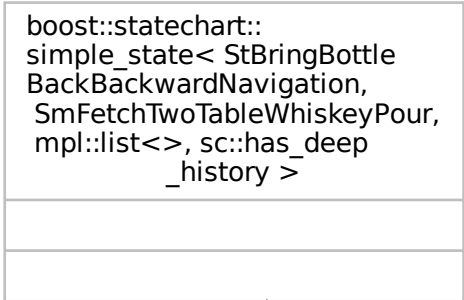 boost::statechart::
simple_state< StBringBottle
BackBackwardNavigation,
SmFetchTwoTableWhiskeyPour,
mpl::list<>, sc::has_deep
_history >